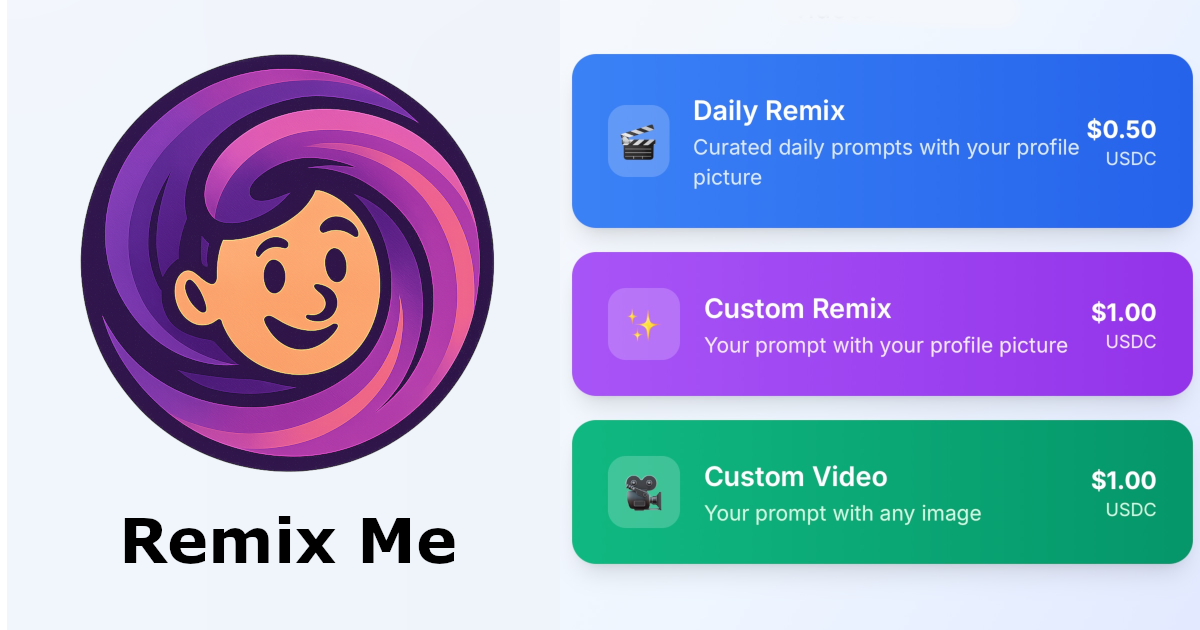 Remix Me
Daily Remix
Curated daily prompts with your profile
picture
$0.50
USDC
Custom Remix
Your prompt with your profile picture
$1.00
USDC
Custom Video
Your prompt with any image
$1.00
USDC